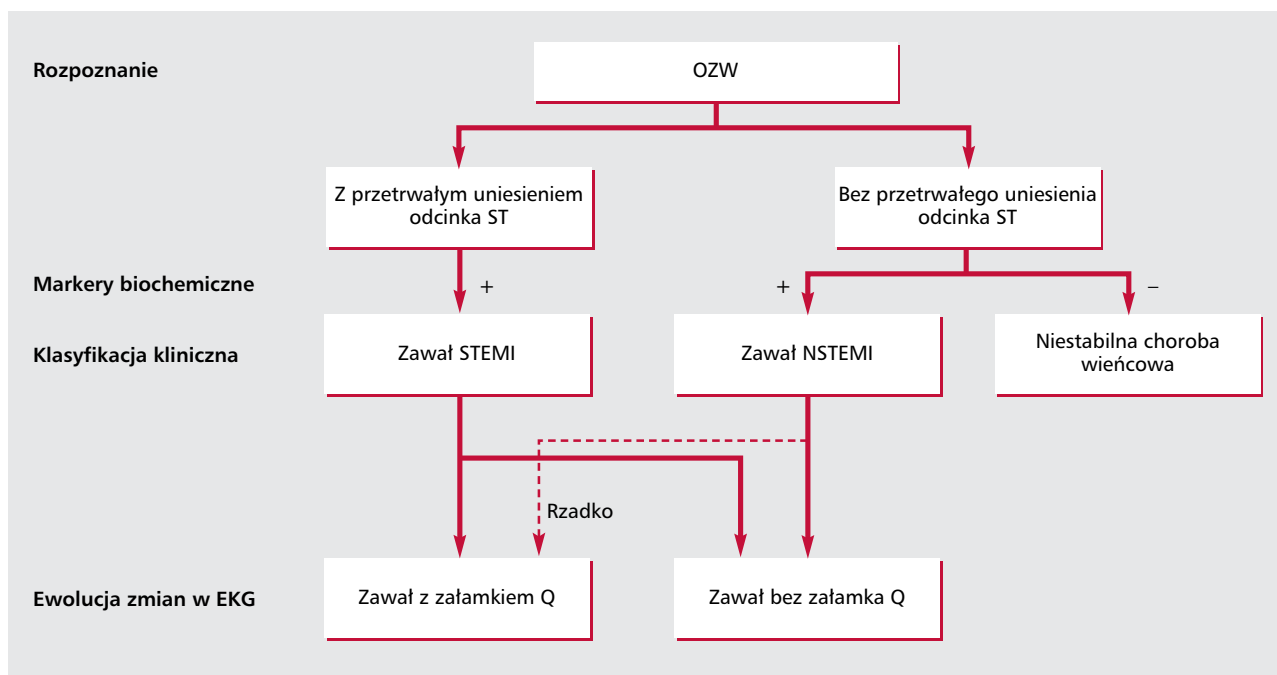 Rozpoznanie
OZW
Z przetrwałym uniesieniem
odcinka ST
Bez przetrwałego uniesienia
odcinka ST
Markery biochemiczne
+
+
–
Klasyfikacja kliniczna
Zawał STEMI
Zawał NSTEMI
Niestabilna choroba
wieńcowa
Rzadko
Ewolucja zmian w EKG
Zawał z załamkiem Q
Zawał bez załamka Q